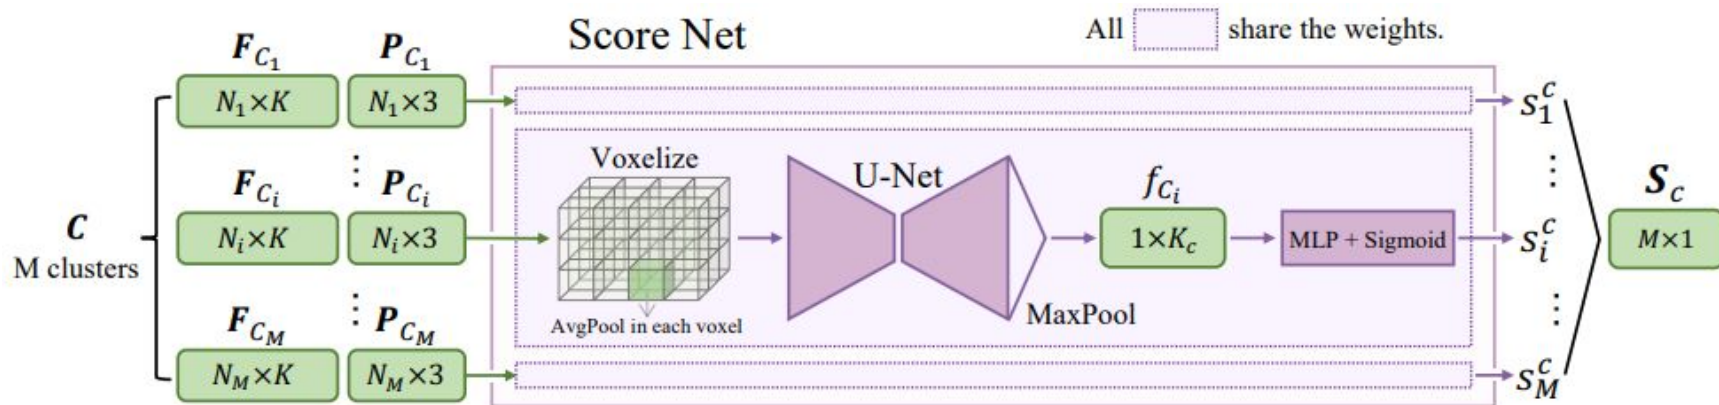 Score Net
All share the weights.
F_{C_1} P_{C_1}
N_1×K N_1×3
s_1^c
Voxelize
U-Net
⋮ ⋮
F_{C_i} P_{C_i}
f_{C_i}
S_c
C
M clusters
N_i×K N_i×3
1×K_c
MLP + Sigmoid
s_i^c
M×1
AvgPool in each voxel
MaxPool
⋮ ⋮
F_{C_M} P_{C_M}
N_M×K N_M×3
s_M^c